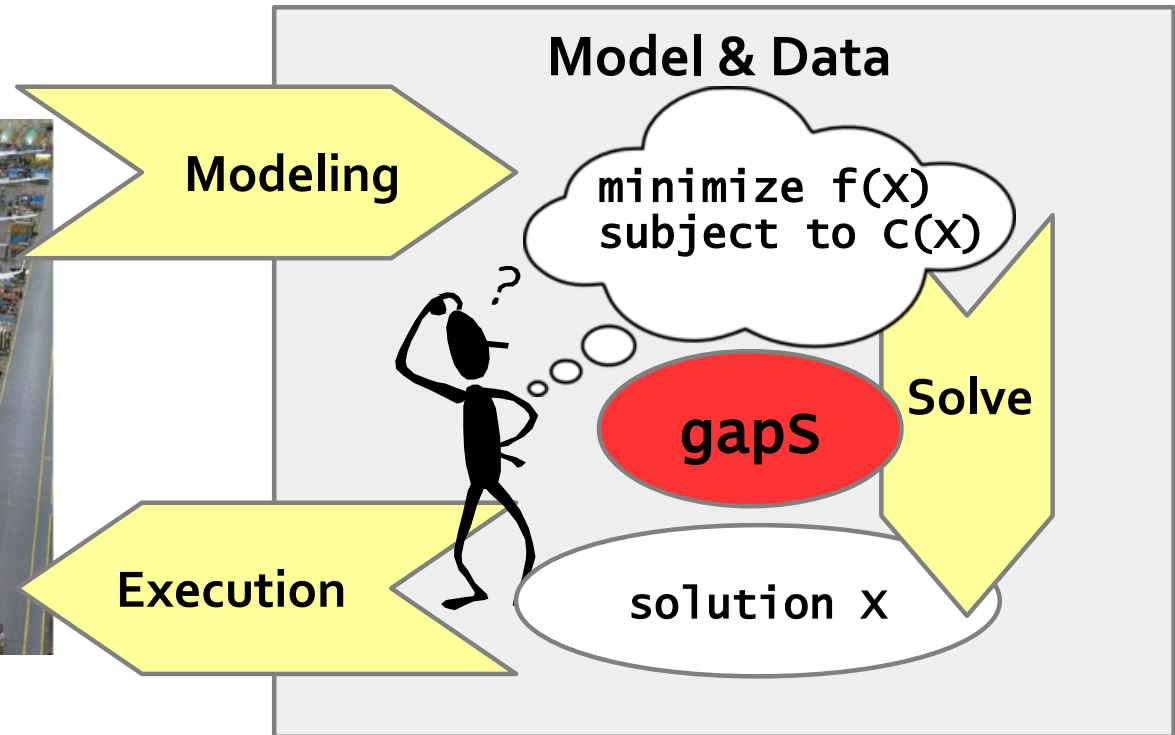 Model & Data
Modeling
minimize f(X)
subject to C(X)
?
Solve
gapS
Execution
solution X